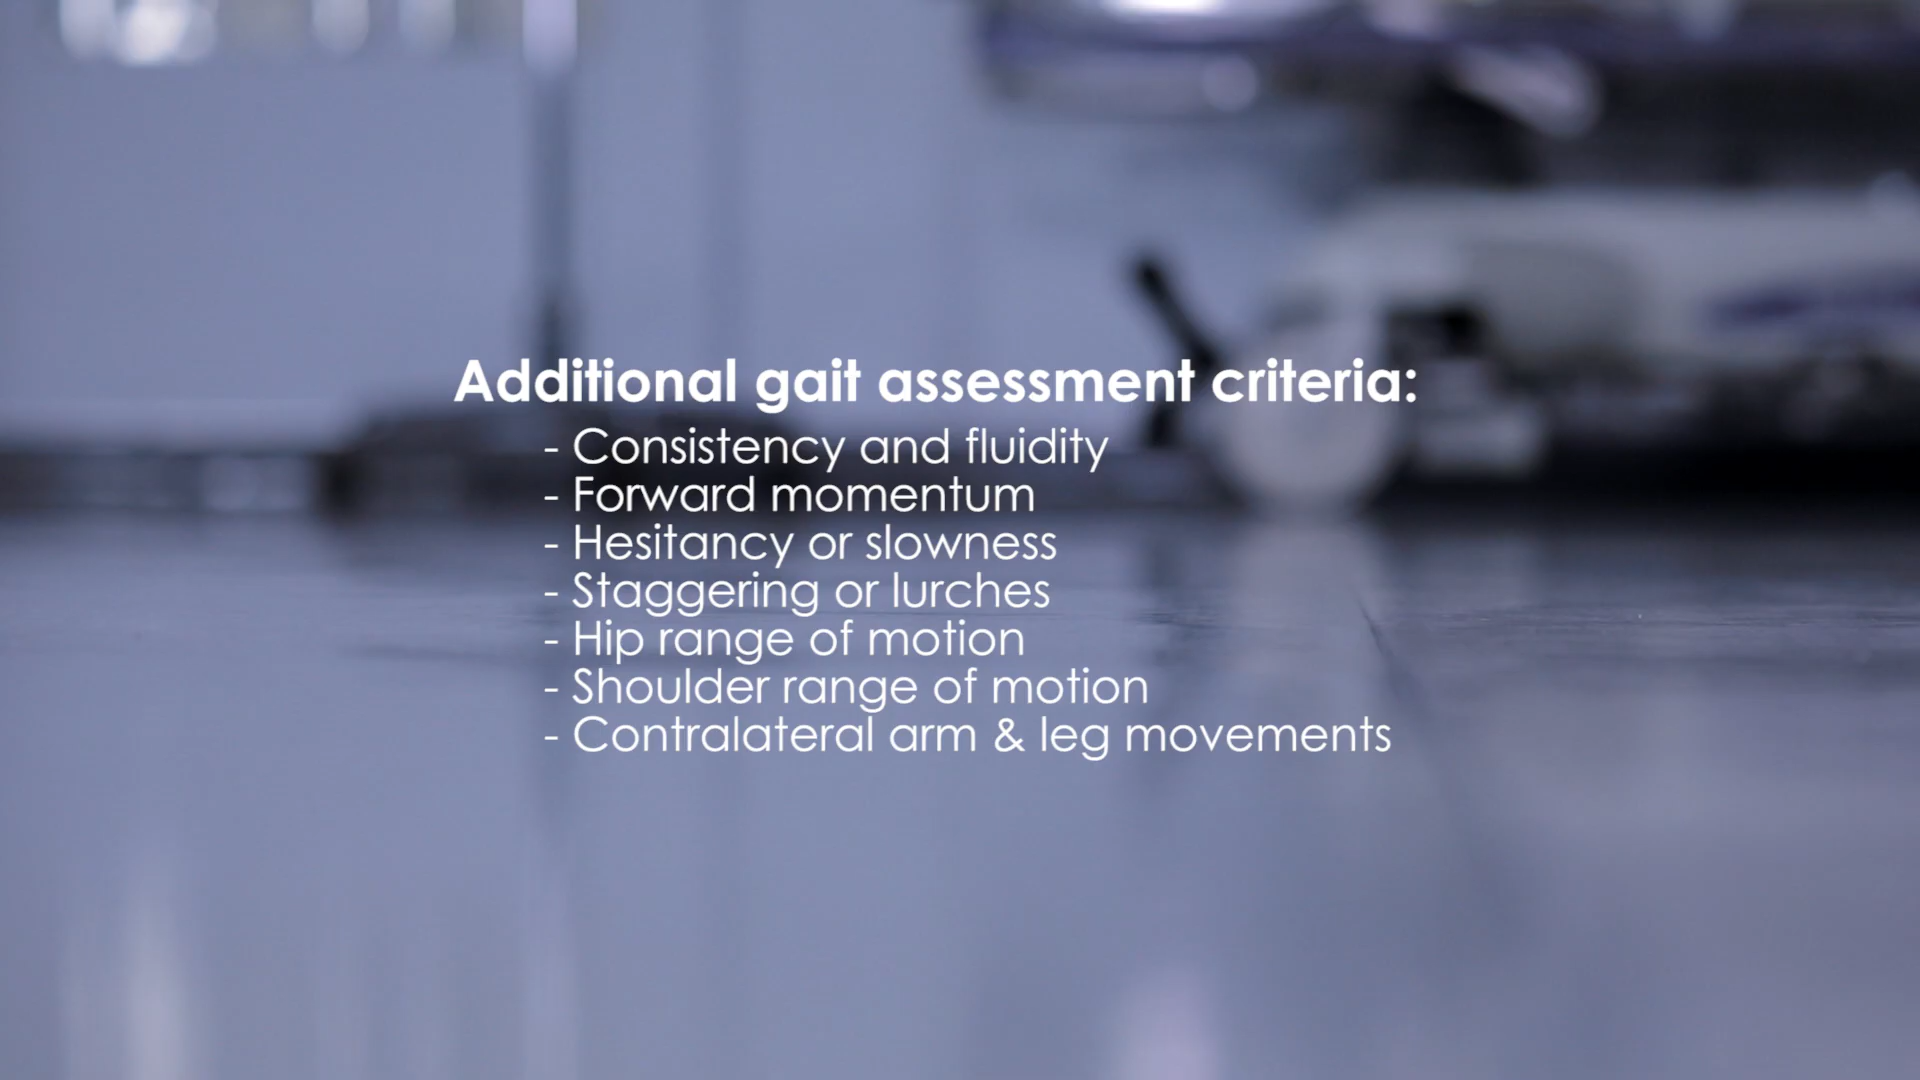 Additional gait assessment criteria:
- Consistency and fluidity
- Forward momentum
- Hesitancy or slowness
- Staggering or lurches
- Hip range of motion
- Shoulder range of motion
- Contralateral arm & leg movements